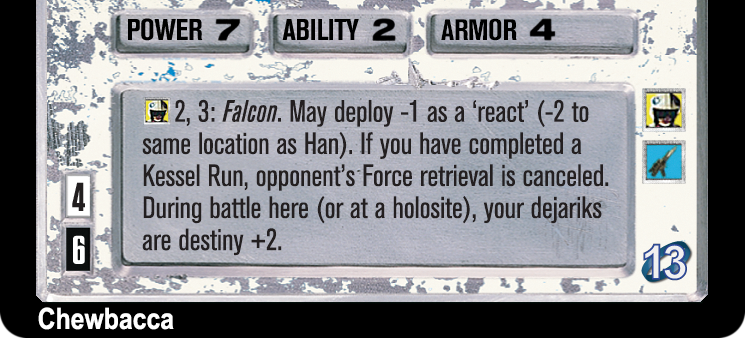 POWER 7 ABILITY 2 ARMOR 4
2, 3: Falcon. May deploy -1 as a ‘react’ (-2 to
same location as Han). If you have completed a
Kessel Run, opponent’s Force retrieval is canceled.
During battle here (or at a holosite), your dejariks
are destiny +2.
4
6
13
Chewbacca